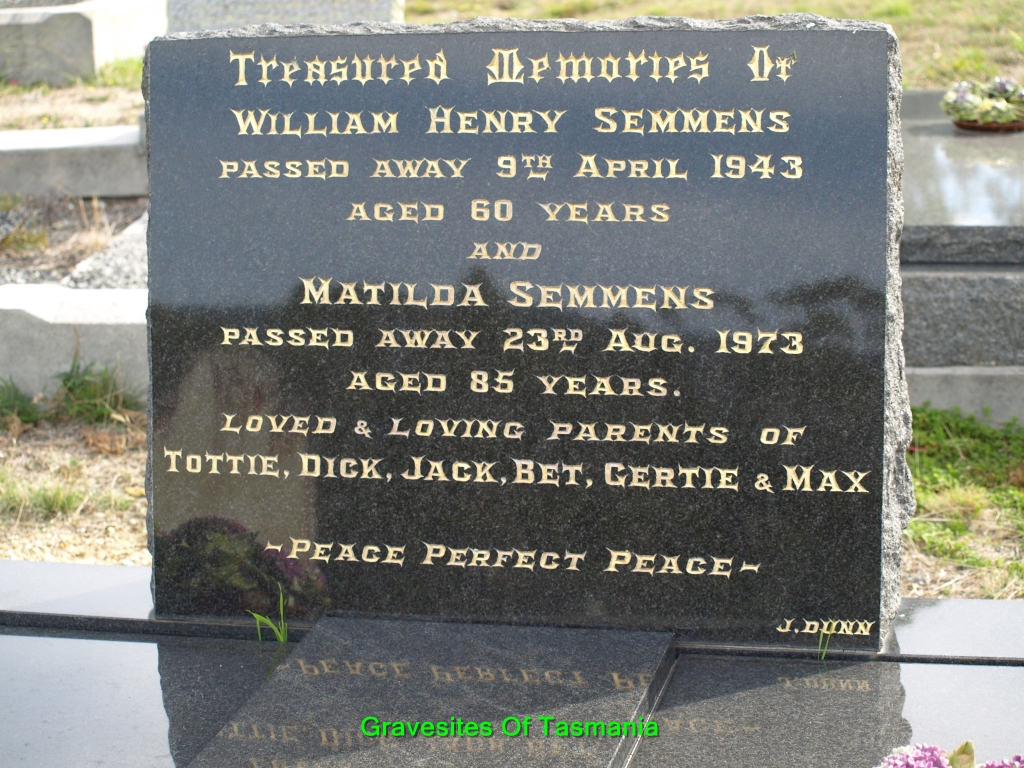 Treasured Memories Of
WILLIAM HENRY SEMMENS
PASSED AWAY 9TH APRIL 1943
AGED 60 YEARS
AND
MATILDA SEMMENS
PASSED AWAY 23RD AUG. 1973
AGED 85 YEARS.
LOVED & LOVING PARENTS OF
TOTTIE, DICK, JACK, BET, GERTIE & MAX
-PEACE PERFECT PEACE-
J. DUNN
Gravesites Of Tasmania